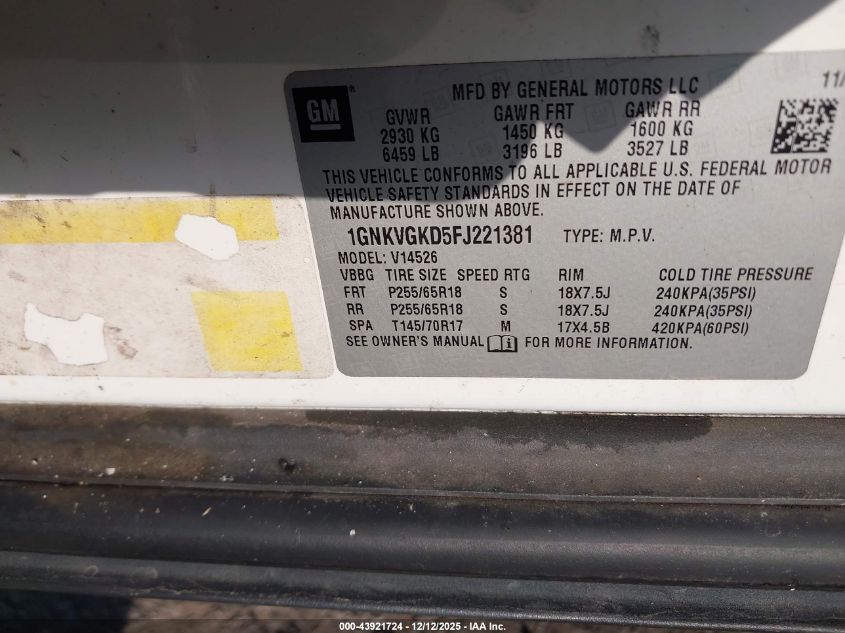 GM
MFD BY GENERAL MOTORS LLC 11/
GVWR GAWR FRT GAWR RR
2930 KG 1450 KG 1600 KG
6459 LB 3196 LB 3527 LB
THIS VEHICLE CONFORMS TO ALL APPLICABLE U.S. FEDERAL MOTOR
VEHICLE SAFETY STANDARDS IN EFFECT ON THE DATE OF
MANUFACTURE SHOWN ABOVE.
1GNKVGKD5FJ221381 TYPE: M.P.V.
MODEL: V14526
VBBG TIRE SIZE SPEED RTG RIM COLD TIRE PRESSURE
FRT P255/65R18 S 18X7.5J 240KPA(35PSI)
RR P255/65R18 S 18X7.5J 240KPA(35PSI)
SPA T145/70R17 M 17X4.5B 420KPA(60PSI)
SEE OWNER'S MANUAL i FOR MORE INFORMATION.
000-43921724 - 12/12/2025 - IAA Inc.